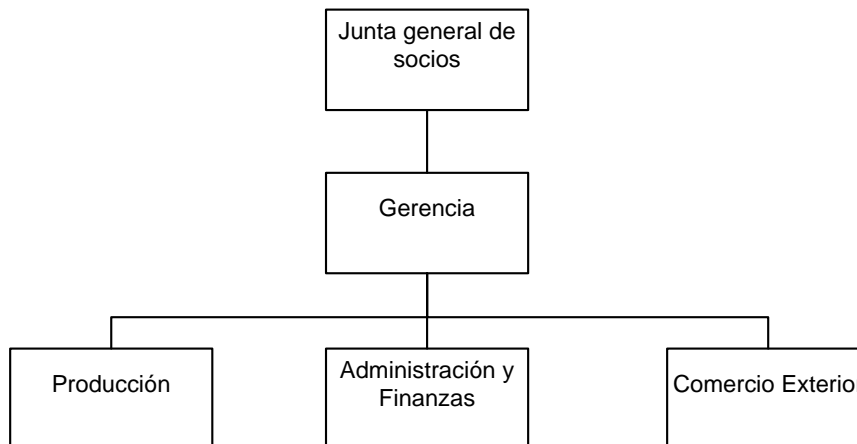 Junta general de
socios
Gerencia
Producción
Administración y
Finanzas
Comercio Exterior